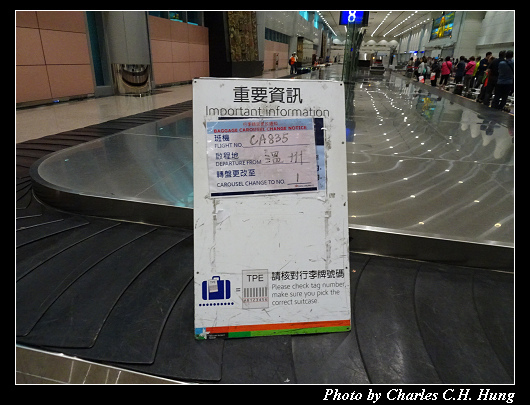 8
重要資訊
Important information
BAGGAGE CAROUSEL CHANGE NOTICE
班機
FLIGHT NO. CA835
啟程地
DEPARTURE FROM 溫州
轉盤更改至
CAROUSEL CHANGE TO NO. 1
TPE
請核對行李牌號碼
Please check tag number,
make sure you pick the
correct suitcase.
Photo by Charles C.H. Hung